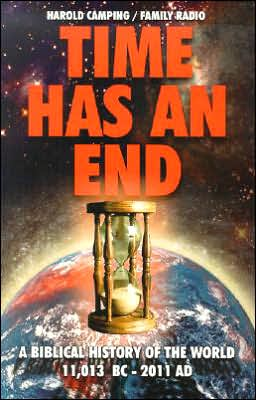 HAROLD CAMPING / FAMILY RADIO
TIME
HAS AN
END
A BIBLICAL HISTORY OF THE WORLD
11,013 BC - 2011 AD